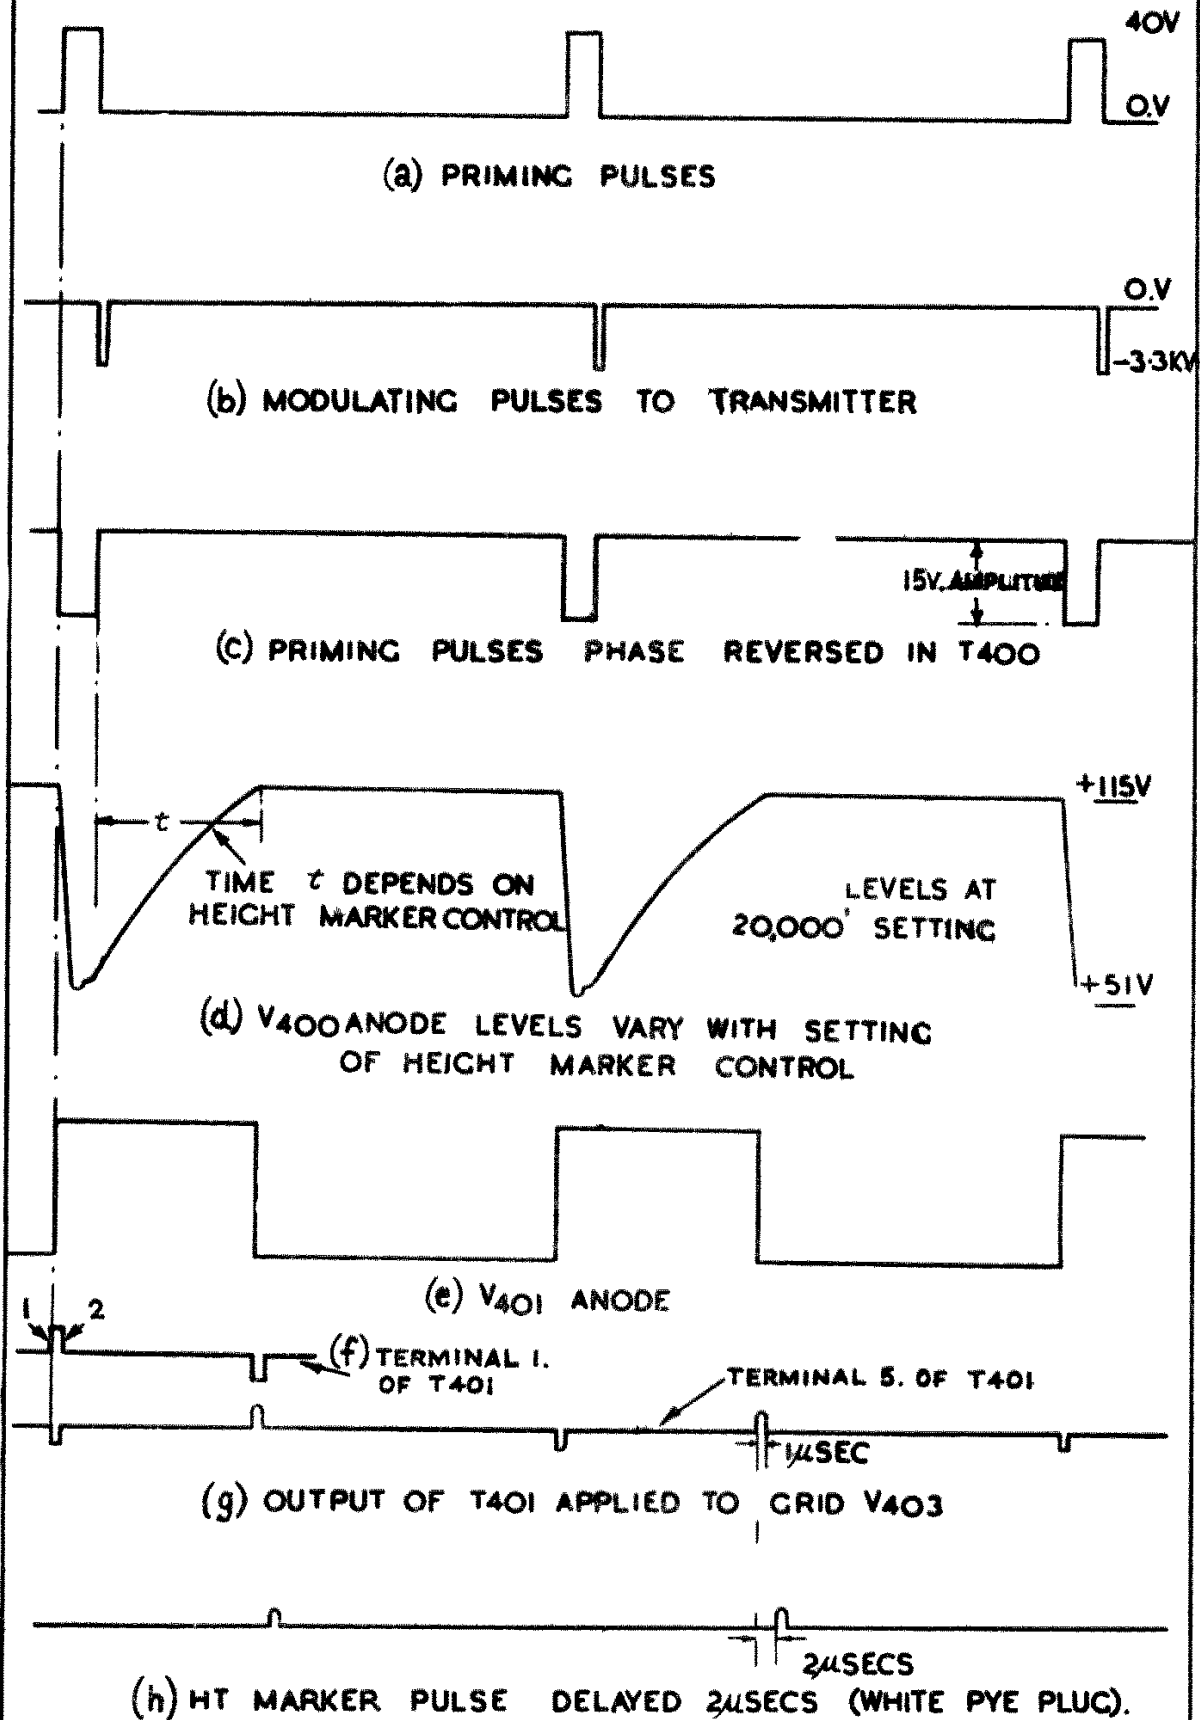 40V
0.V
(a) PRIMING PULSES
0.V
-3·3KV
(b) MODULATING PULSES TO TRANSMITTER
15V. AMPLITUDE
(c) PRIMING PULSES PHASE REVERSED IN T400
+115V
t
TIME t DEPENDS ON
HEIGHT MARKER CONTROL
LEVELS AT
20,000' SETTING
+51V
(d) V400 ANODE LEVELS VARY WITH SETTING
OF HEIGHT MARKER CONTROL
(e) V401 ANODE
1 2
(f) TERMINAL 1.
OF T401
TERMINAL 5. OF T401
1µSEC
(g) OUTPUT OF T401 APPLIED TO GRID V403
2µSECS
(h) HT MARKER PULSE DELAYED 2µSECS (WHITE PYE PLUG).